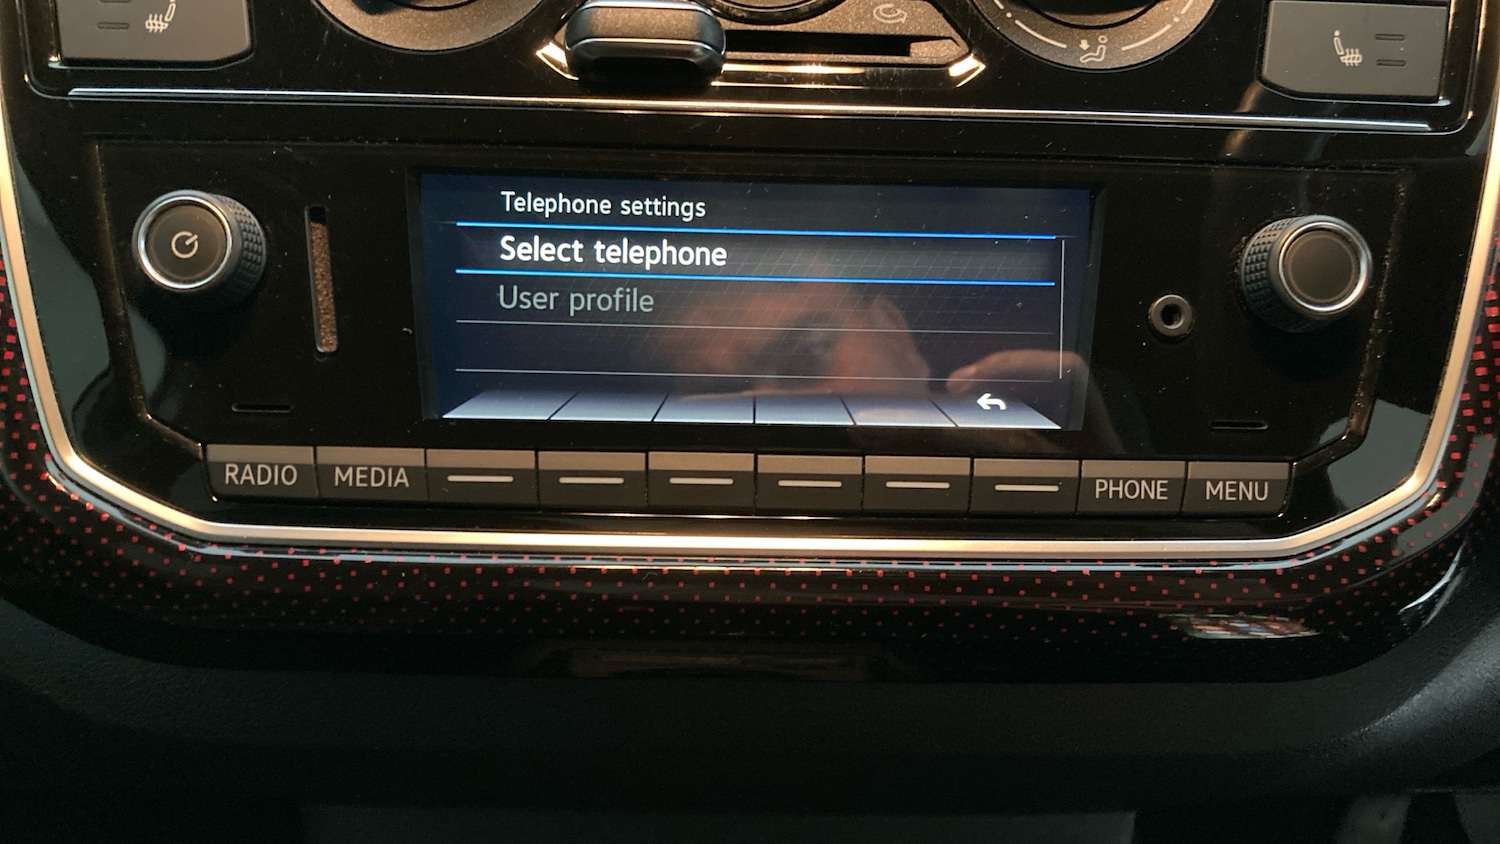 Telephone settings
Select telephone
User profile
RADIO MEDIA PHONE MENU